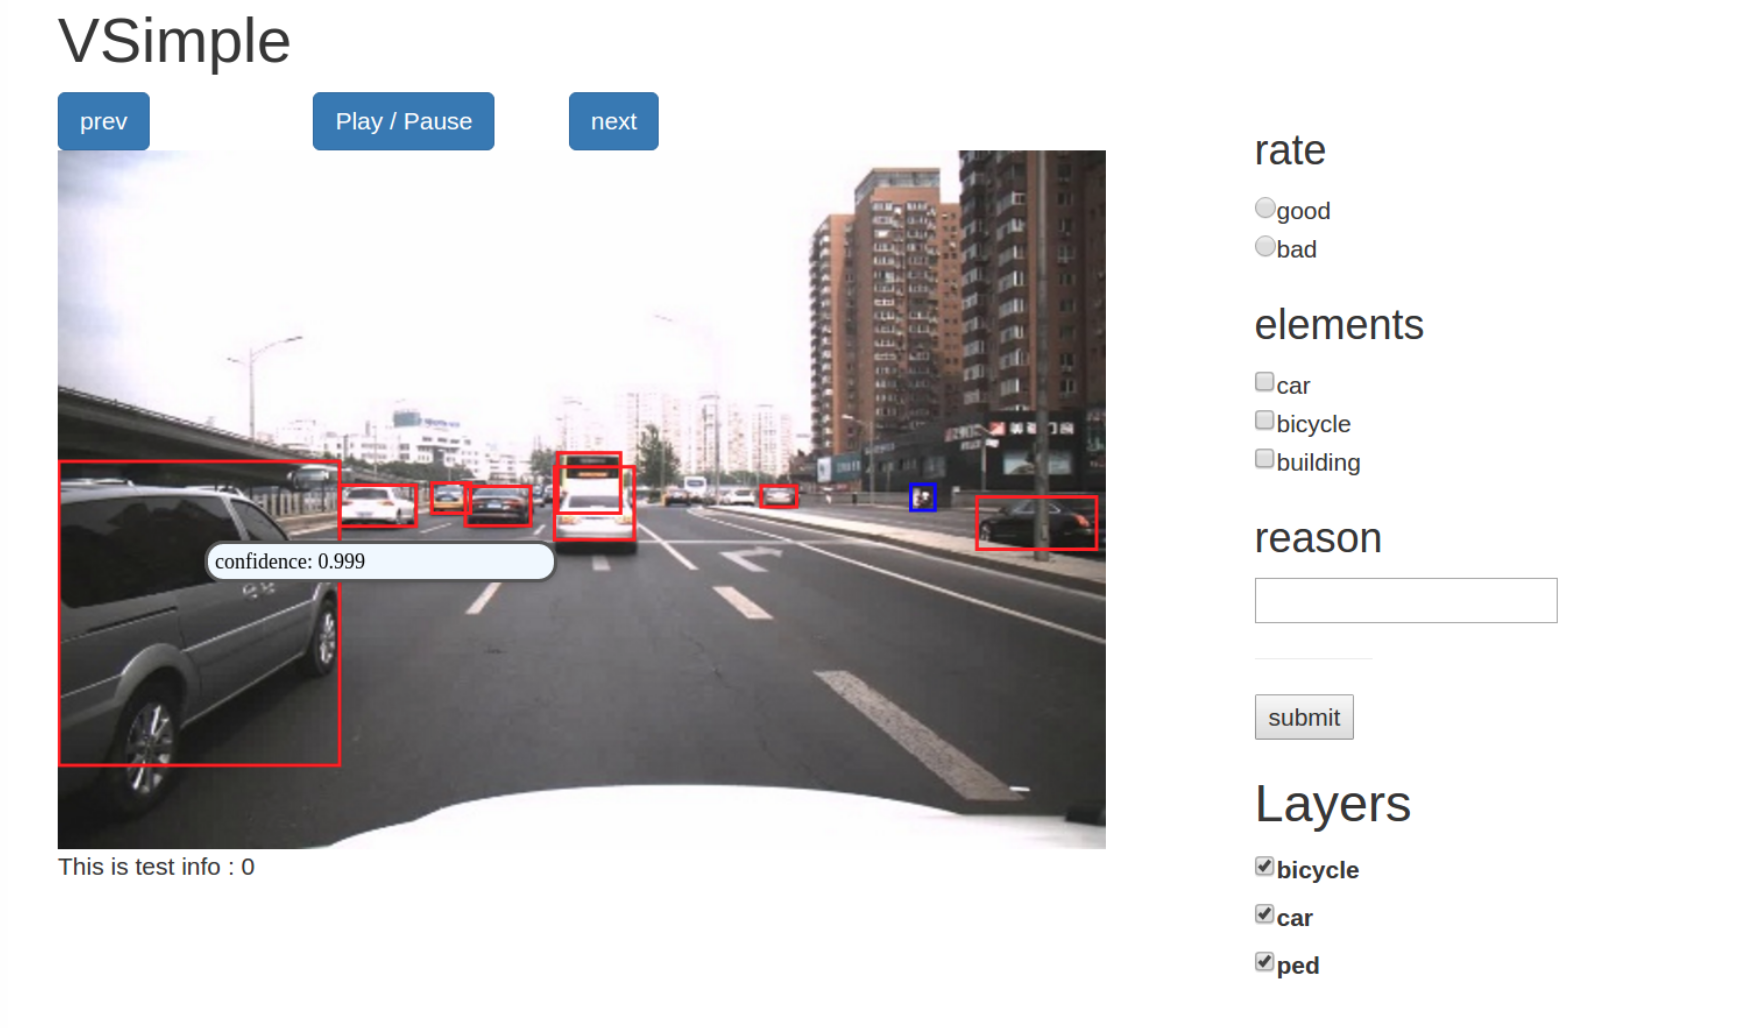 VSimple
prev
Play / Pause
next
confidence: 0.999
This is test info : 0
rate
good
bad
elements
car
bicycle
building
reason
submit
Layers
bicycle
car
ped